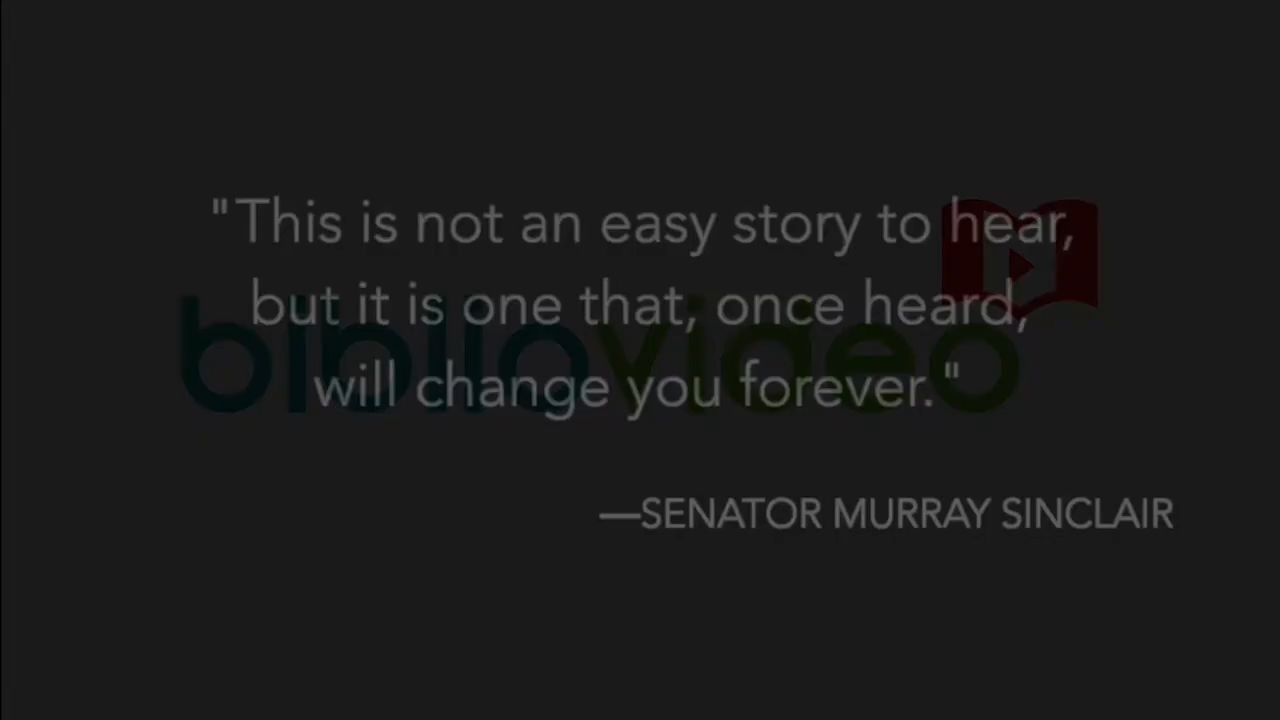 "This is not an easy story to hear,
but it is one that, once heard,
will change you forever."
bibliovideo
—SENATOR MURRAY SINCLAIR